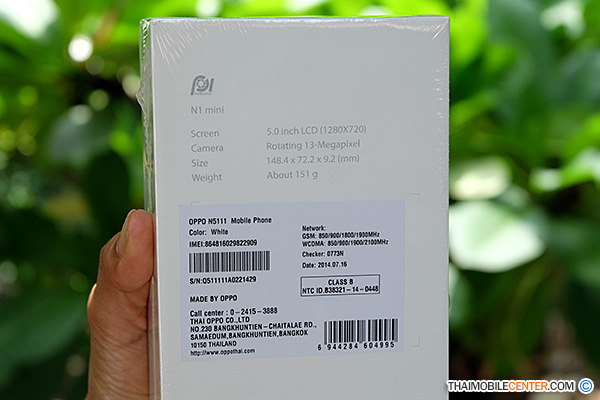 N1 mini
Screen 5.0 inch LCD (1280X720)
Camera Rotating 13-Megapixel
Size 148.4 x 72.2 x 9.2 (mm)
Weight About 151 g
OPPO N5111 Mobile Phone
Color: White
IMEI:864816029822909
S/N:0511111A0221429
MADE BY OPPO
Call center : 0-2415-3888
THAI OPPO CO.,LTD
NO.230 BANGKHUNTIEN-CHAITALAE RD.,
SAMAEDUM,BANGKHUNTIEN,BANGKOK
10150 THAILAND
http://www.oppothai.com
Network:
GSM: 850/900/1800/1900MHz
WCDMA: 850/900/1900/2100MHz
Checker: 0773N
Date: 2014.07.16
CLASS B
NTC ID.B38321-14-0448
6 944284 604995
THAIMOBILECENTER.COM ©